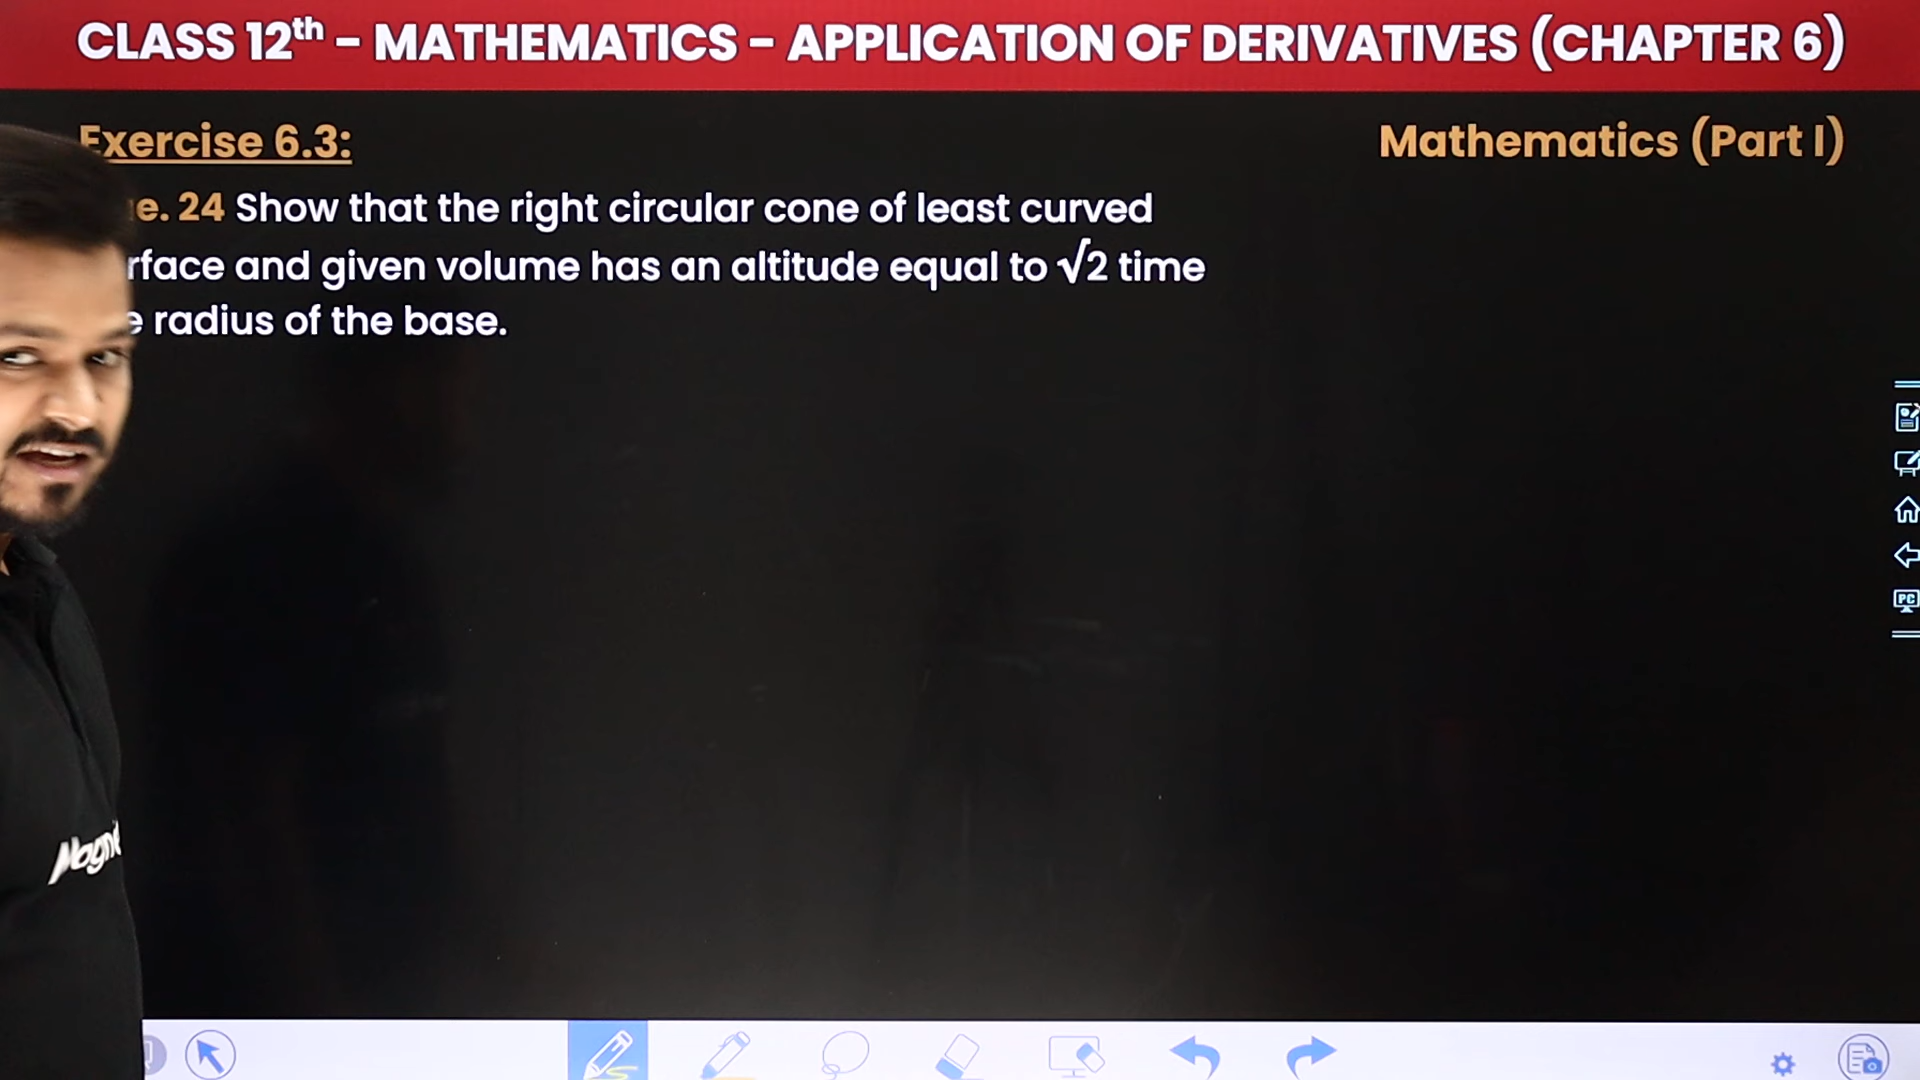 CLASS 12th - MATHEMATICS - APPLICATION OF DERIVATIVES (CHAPTER 6)
Exercise 6.3:
Mathematics (Part I)
e. 24 Show that the right circular cone of least curved
rface and given volume has an altitude equal to √2 time
e radius of the base.
PC
Magne